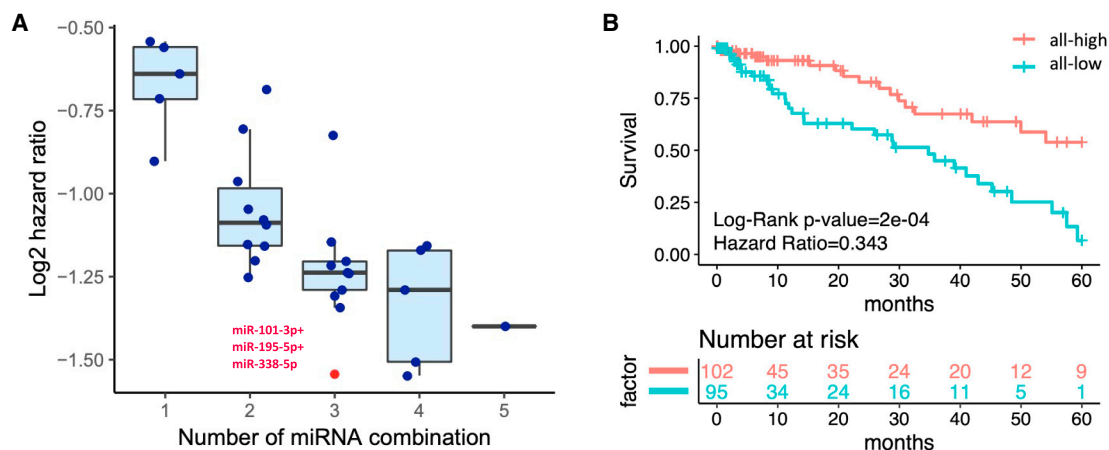 A
Log2 hazard ratio
−0.50
−0.75
−1.00
−1.25
−1.50
miR-101-3p+
miR-195-5p+
miR-338-5p
1 2 3 4 5
Number of miRNA combination
B
all-high
all-low
Survival
1.00
0.75
0.50
0.25
0.00
Log-Rank p-value=2e-04
Hazard Ratio=0.343
0 10 20 30 40 50 60
months
Number at risk
factor
102 45 35 24 20 12 9
95 34 24 16 11 5 1
0 10 20 30 40 50 60
months